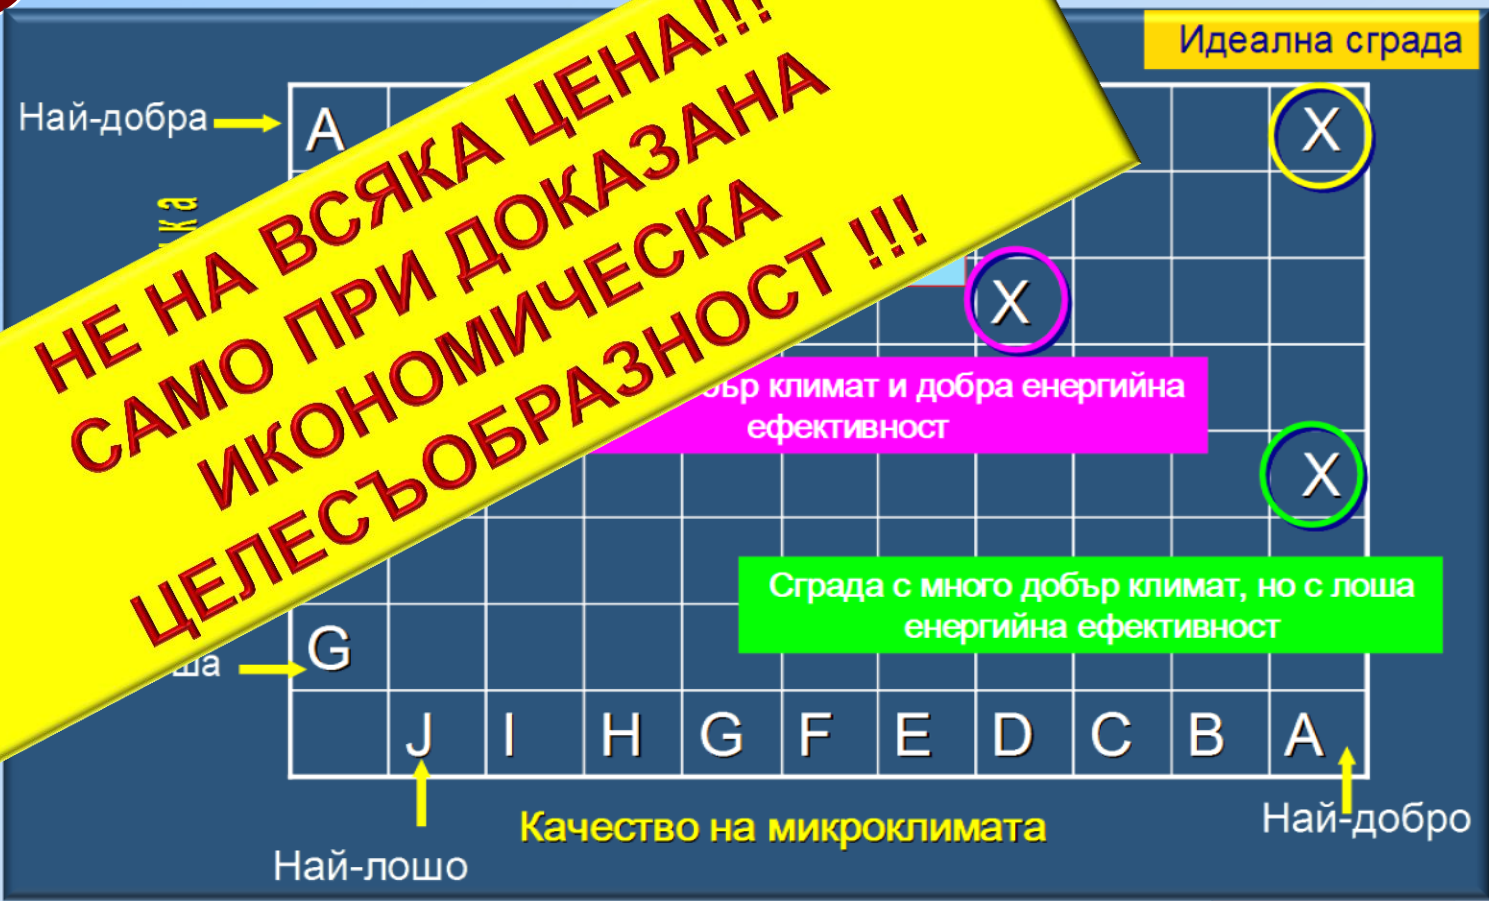 Идеална сграда
Най-добра
A
X
НЕ НА ВСЯКА ЦЕНА!!!
САМО ПРИ ДОКАЗАНА
ИКОНОМИЧЕСКА
ЦЕЛЕСЪОБРАЗНОСТ !!!
X
климат и добра енергийна
ефективност
X
Сграда с много добър климат, но с лоша
енергийна ефективност
G
J I H G F E D C B A
Качество на микроклимата
Най-добро
Най-лошо